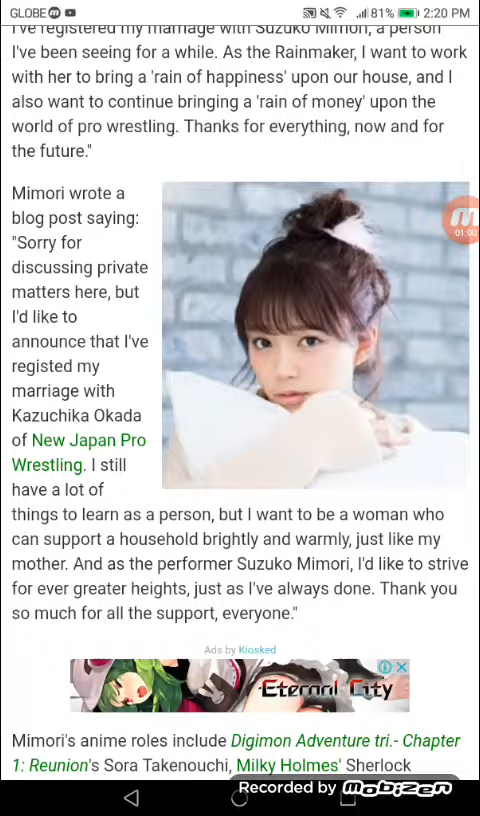 GLOBE
81%
2:20 PM
I've registered my marriage with Suzuko Mimori, a person
I've been seeing for a while. As the Rainmaker, I want to work
with her to bring a 'rain of happiness' upon our house, and I
also want to continue bringing a 'rain of money' upon the
world of pro wrestling. Thanks for everything, now and for
the future."
Mimori wrote a
blog post saying:
"Sorry for
discussing private
matters here, but
I'd like to
announce that I've
registed my
marriage with
Kazuchika Okada
of New Japan Pro
Wrestling. I still
have a lot of
01:00
things to learn as a person, but I want to be a woman who
can support a household brightly and warmly, just like my
mother. And as the performer Suzuko Mimori, I'd like to strive
for ever greater heights, just as I've always done. Thank you
so much for all the support, everyone."
Ads by Kiosked
Eternal City
Mimori's anime roles include Digimon Adventure tri.- Chapter
1: Reunion's Sora Takenouchi, Milky Holmes' Sherlock
Recorded by Mobizen